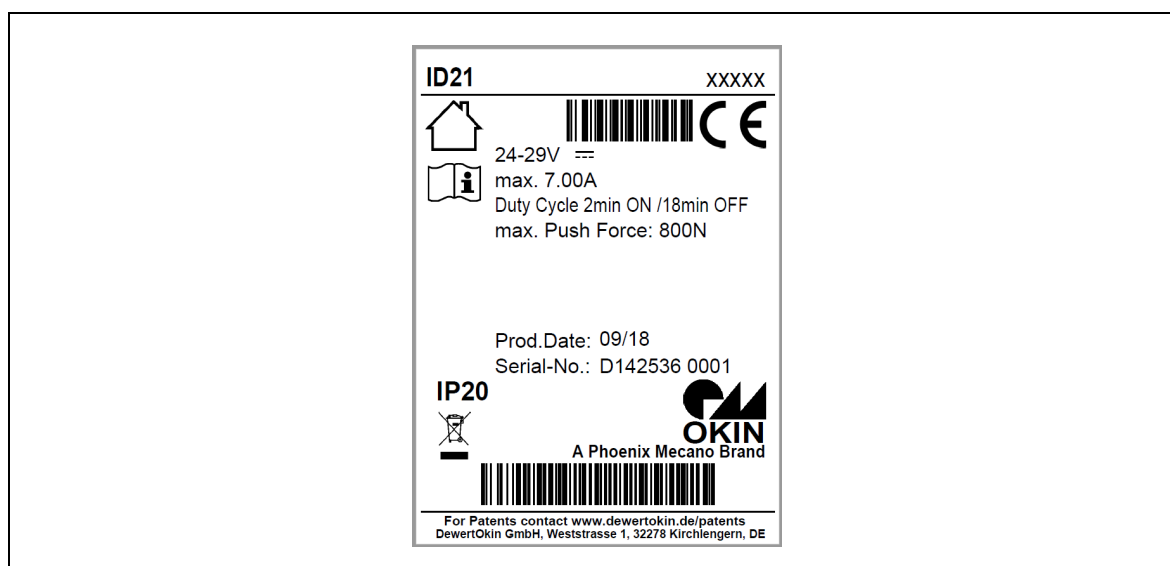 ID21 XXXXX
CE
24-29V
max. 7.00A
Duty Cycle 2min ON /18min OFF
max. Push Force: 800N
Prod.Date: 09/18
Serial-No.: D142536 0001
IP20
OKIN
A Phoenix Mecano Brand
For Patents contact www.dewertokin.de/patents
DewertOkin GmbH, Weststrasse 1, 32278 Kirchlengern, DE